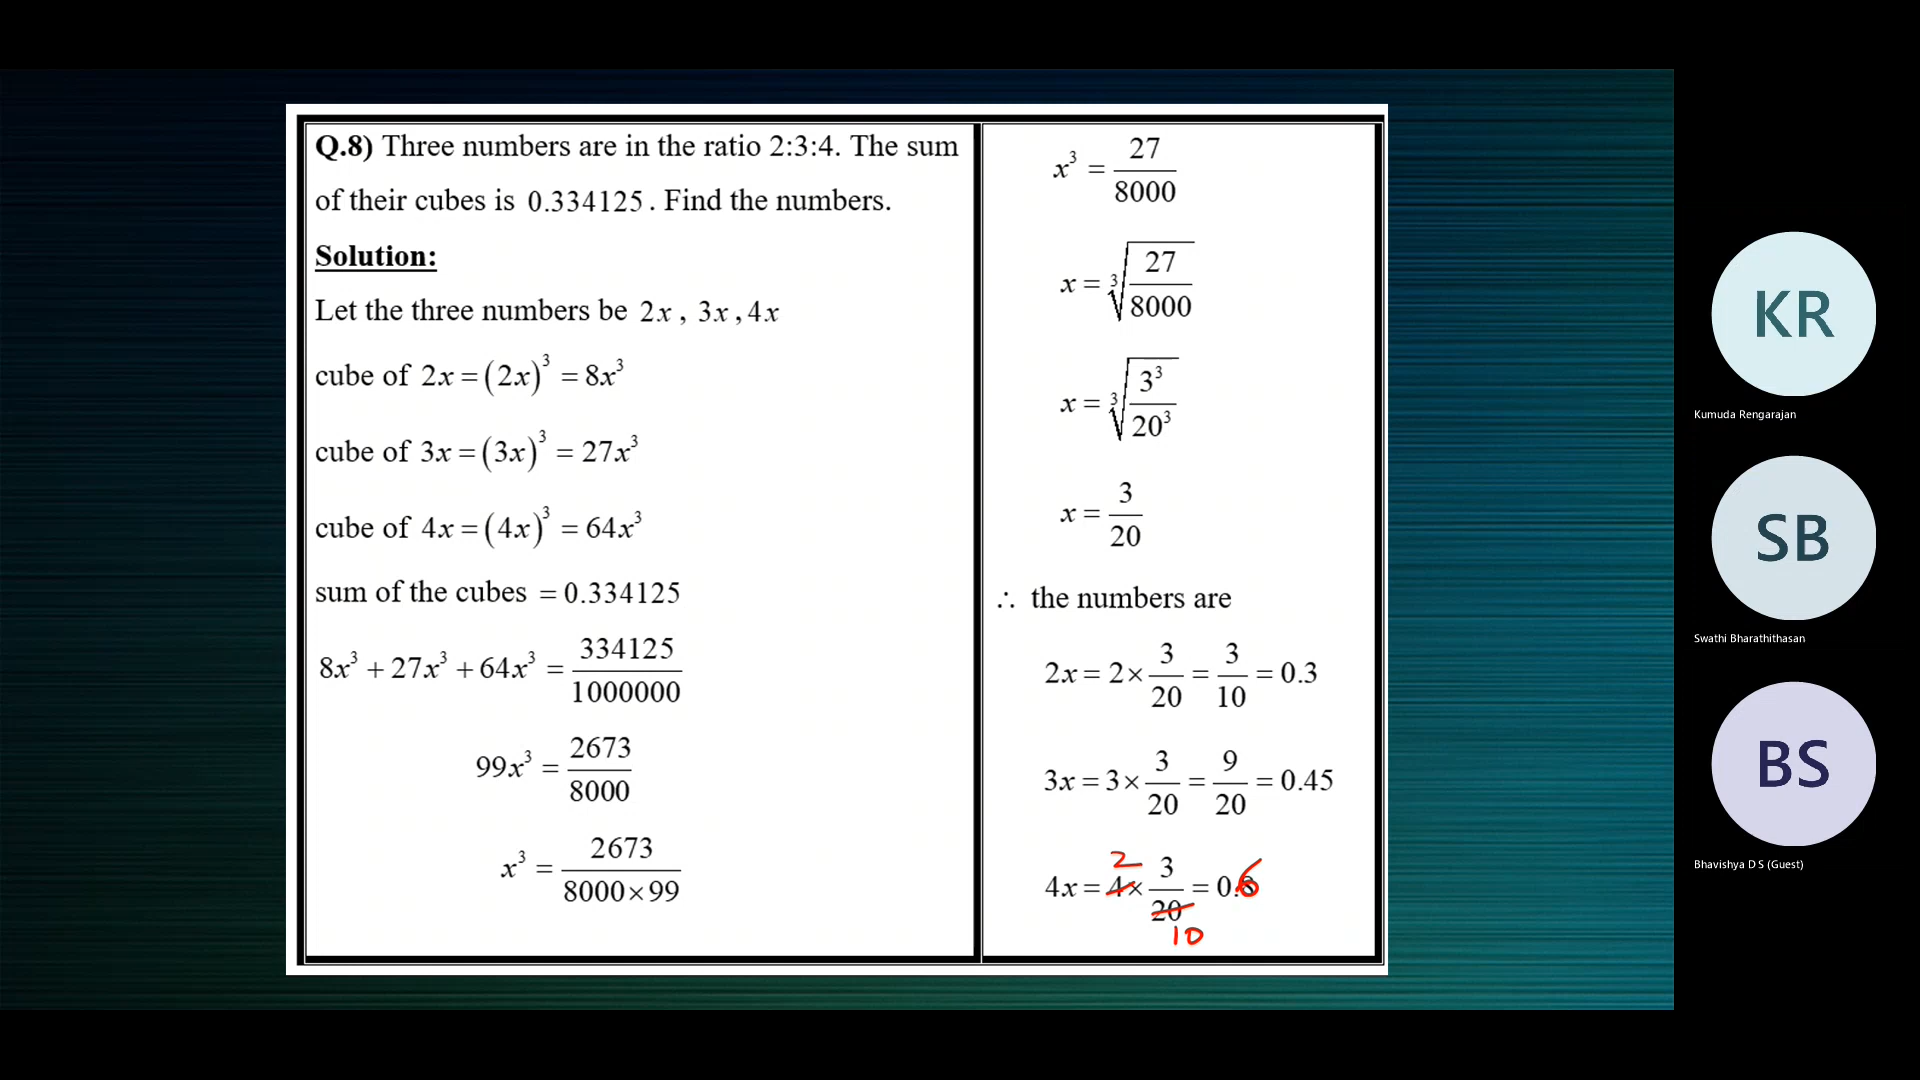 Q.8) Three numbers are in the ratio 2:3:4. The sum
of their cubes is 0.334125. Find the numbers.
Solution:
Let the three numbers be 2x, 3x, 4x
cube of 2x = (2x)³ = 8x³
cube of 3x = (3x)³ = 27x³
cube of 4x = (4x)³ = 64x³
sum of the cubes = 0.334125
8x³ + 27x³ + 64x³ = 334125/1000000
99x³ = 2673/8000
x³ = 2673/(8000×99)
x³ = 27/8000
x = ∛(27/8000)
x = ∛(3³/20³)
x = 3/20
∴ the numbers are
2x = 2 × 3/20 = 3/10 = 0.3
3x = 3 × 3/20 = 9/20 = 0.45
2
4x = 4 × 3/20 = 0.6
10
KR
Kumuda Rengarajan
SB
Swathi Bharathithasan
BS
Bhavishya D S (Guest)